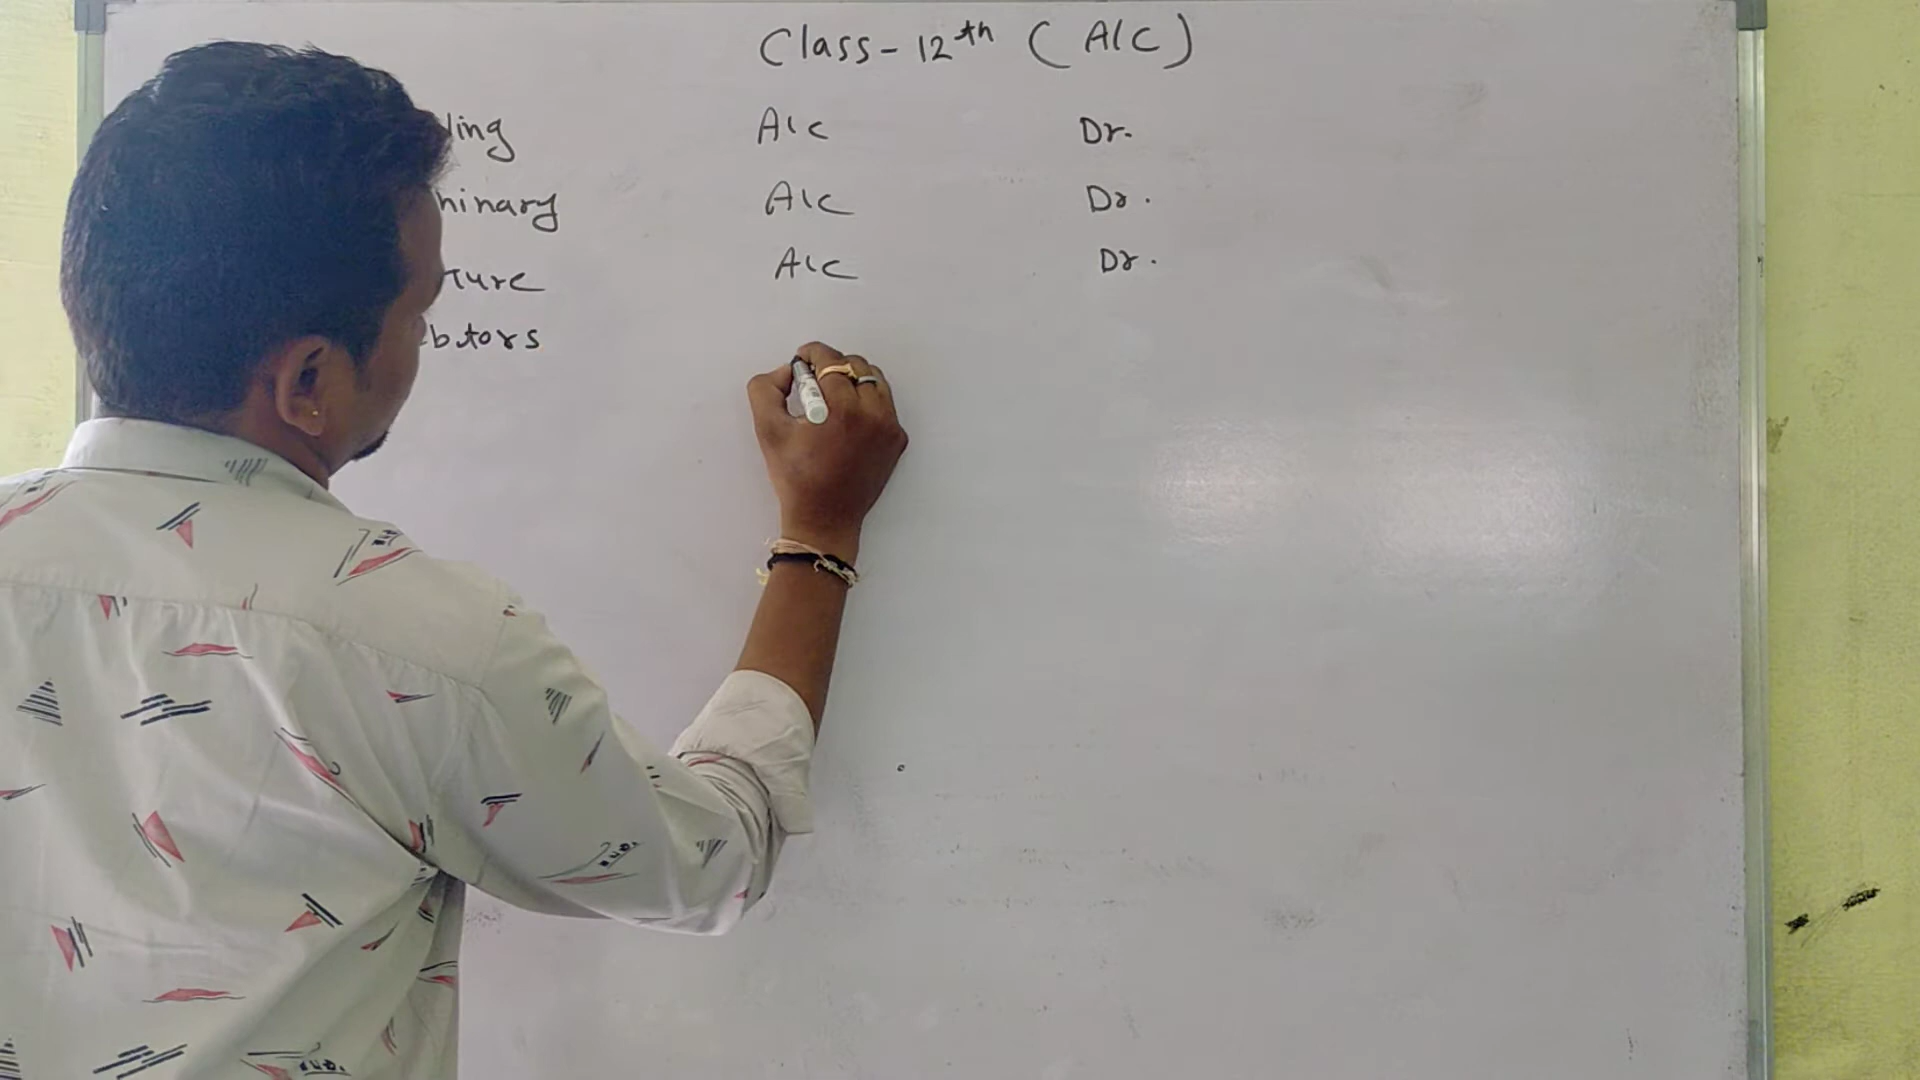 Class-12th (A/C)
ding A/C Dr.
hinary A/C Dr.
ture A/C Dr.
btors